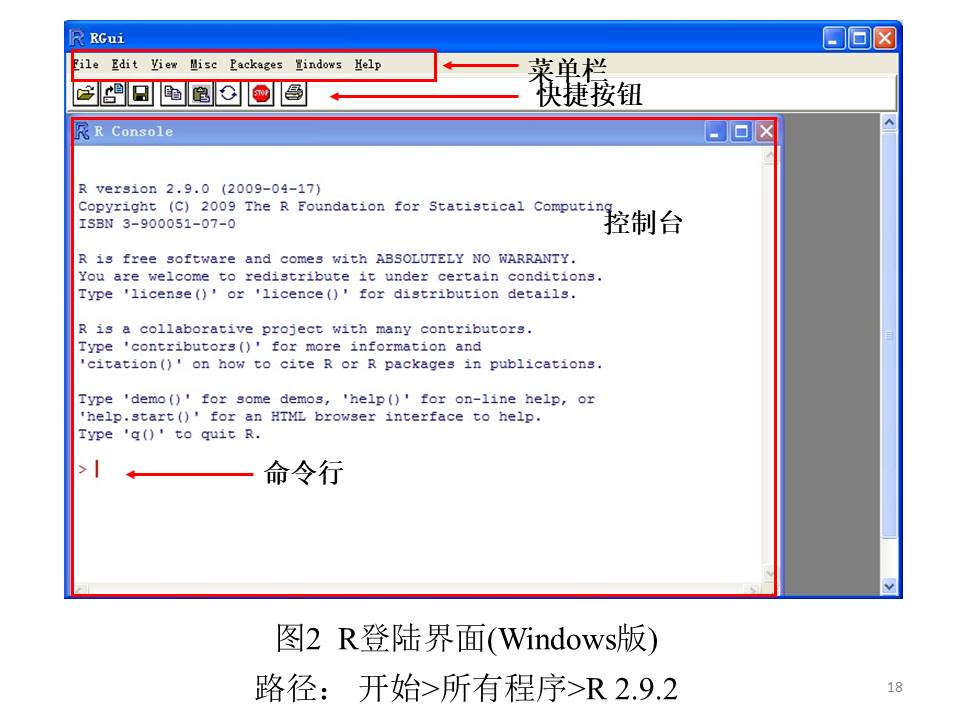 RGui
File Edit View Misc Packages Windows Help
菜单栏
STOP
快捷按钮
R Console
R version 2.9.0 (2009-04-17)
Copyright (C) 2009 The R Foundation for Statistical Computing
ISBN 3-900051-07-0
控制台
R is free software and comes with ABSOLUTELY NO WARRANTY.
You are welcome to redistribute it under certain conditions.
Type 'license()' or 'licence()' for distribution details.
R is a collaborative project with many contributors.
Type 'contributors()' for more information and
'citation()' on how to cite R or R packages in publications.
Type 'demo()' for some demos, 'help()' for on-line help, or
'help.start()' for an HTML browser interface to help.
Type 'q()' to quit R.
>
命令行
图2 R登陆界面(Windows版)
路径： 开始>所有程序>R 2.9.2
18